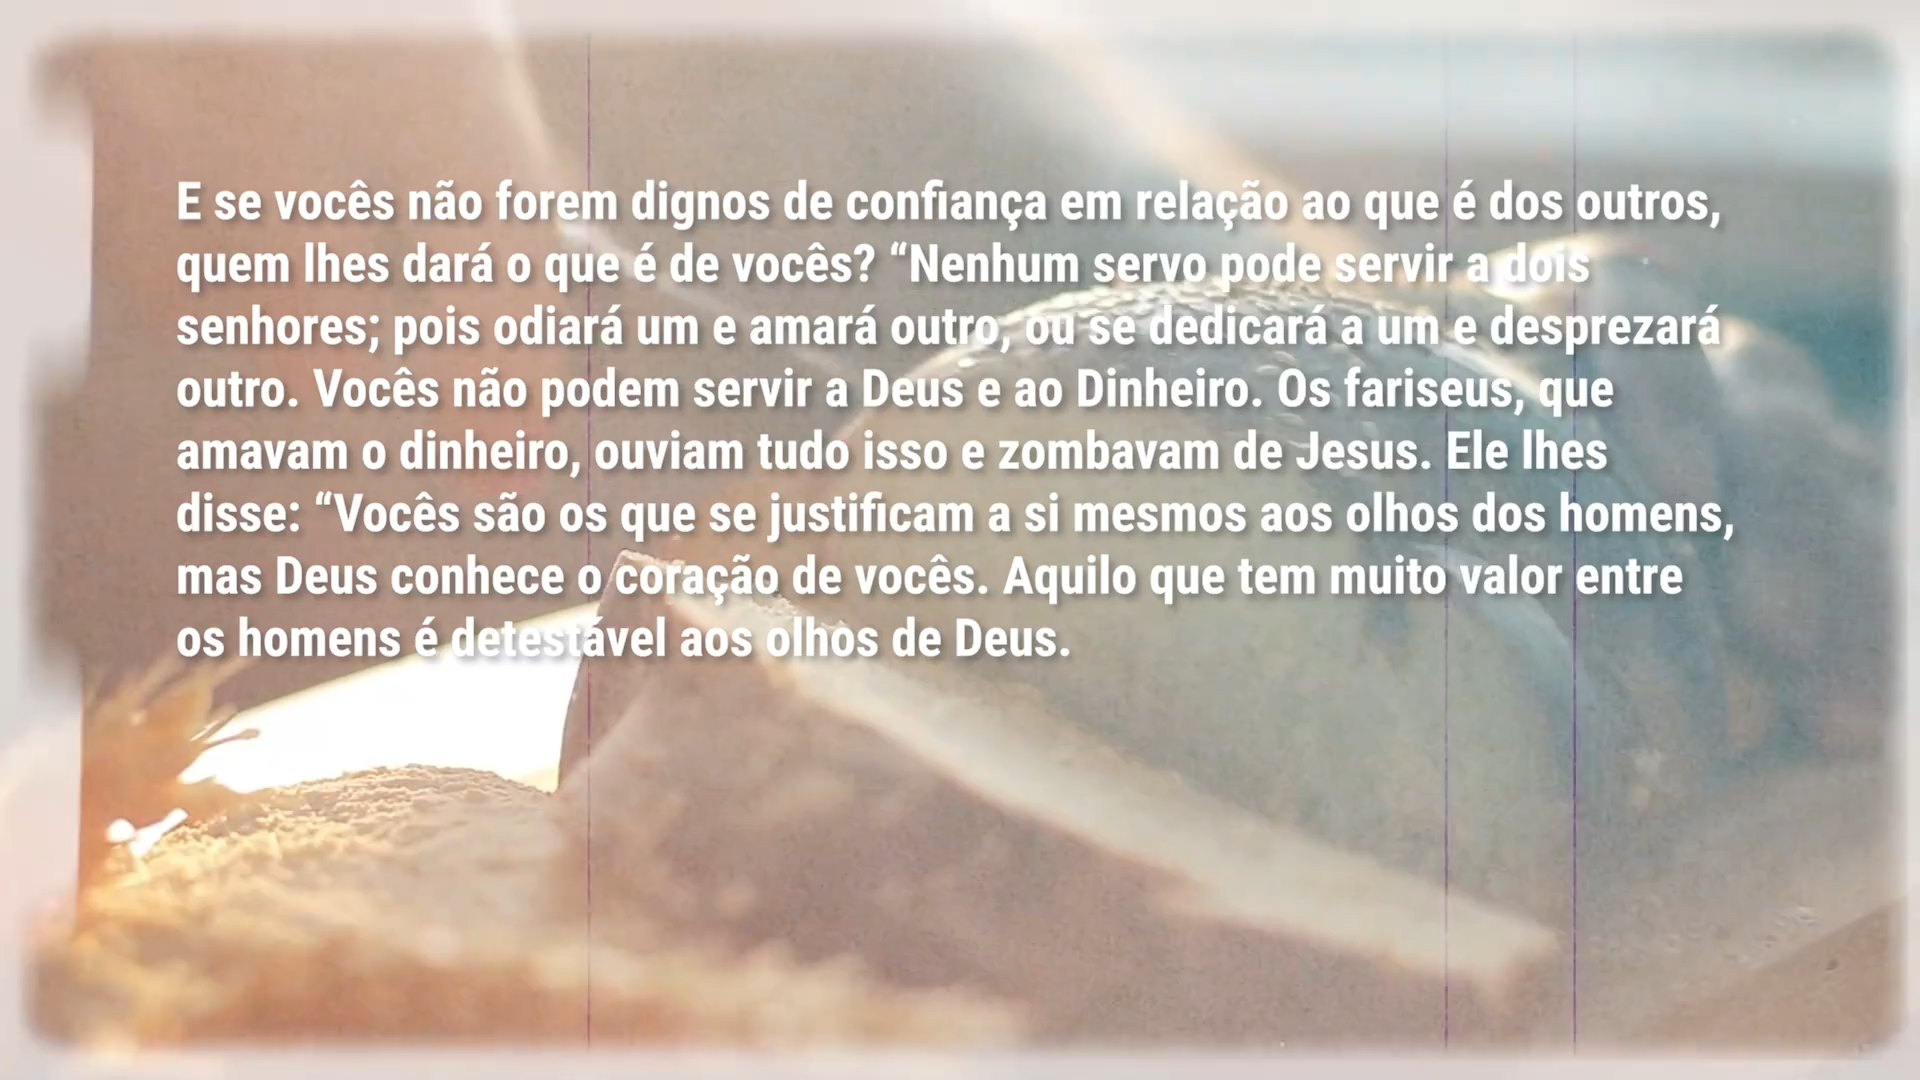 E se vocês não forem dignos de confiança em relação ao que é dos outros,
quem lhes dará o que é de vocês? “Nenhum servo pode servir a dois
senhores; pois odiará um e amará outro, ou se dedicará a um e desprezará
outro. Vocês não podem servir a Deus e ao Dinheiro. Os fariseus, que
amavam o dinheiro, ouviam tudo isso e zombavam de Jesus. Ele lhes
disse: “Vocês são os que se justificam a si mesmos aos olhos dos homens,
mas Deus conhece o coração de vocês. Aquilo que tem muito valor entre
os homens é detestável aos olhos de Deus.